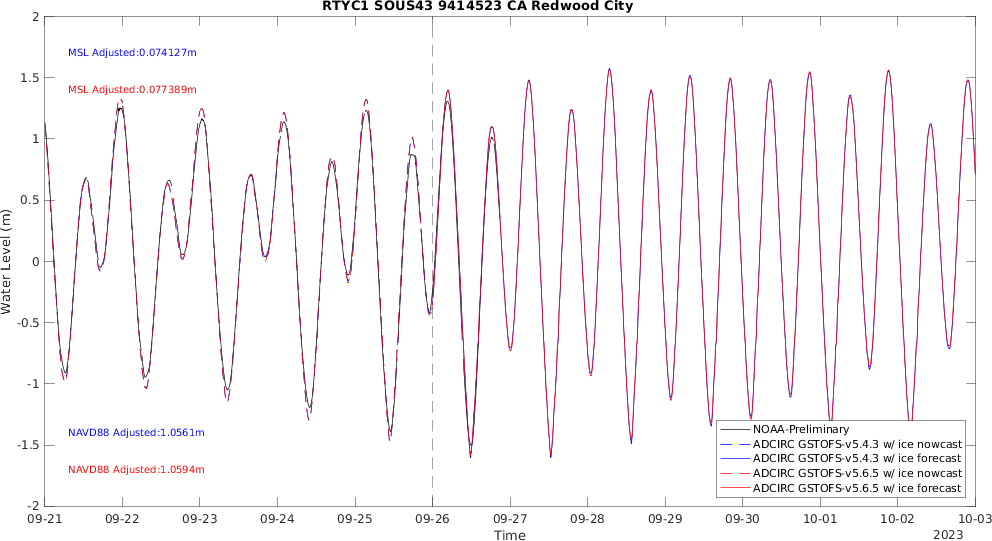 RTYC1 SOUS43 9414523 CA Redwood City
2
1.5
1
0.5
0
-0.5
-1
-1.5
-2
Water Level (m)
MSL Adjusted:0.074127m
MSL Adjusted:0.077389m
NAVD88 Adjusted:1.0561m
NAVD88 Adjusted:1.0594m
NOAA-Preliminary
ADCIRC GSTOFS-v5.4.3 w/ ice nowcast
ADCIRC GSTOFS-v5.4.3 w/ ice forecast
ADCIRC GSTOFS-v5.6.5 w/ ice nowcast
ADCIRC GSTOFS-v5.6.5 w/ ice forecast
09-21 09-22 09-23 09-24 09-25 09-26 09-27 09-28 09-29 09-30 10-01 10-02 10-03
Time
2023